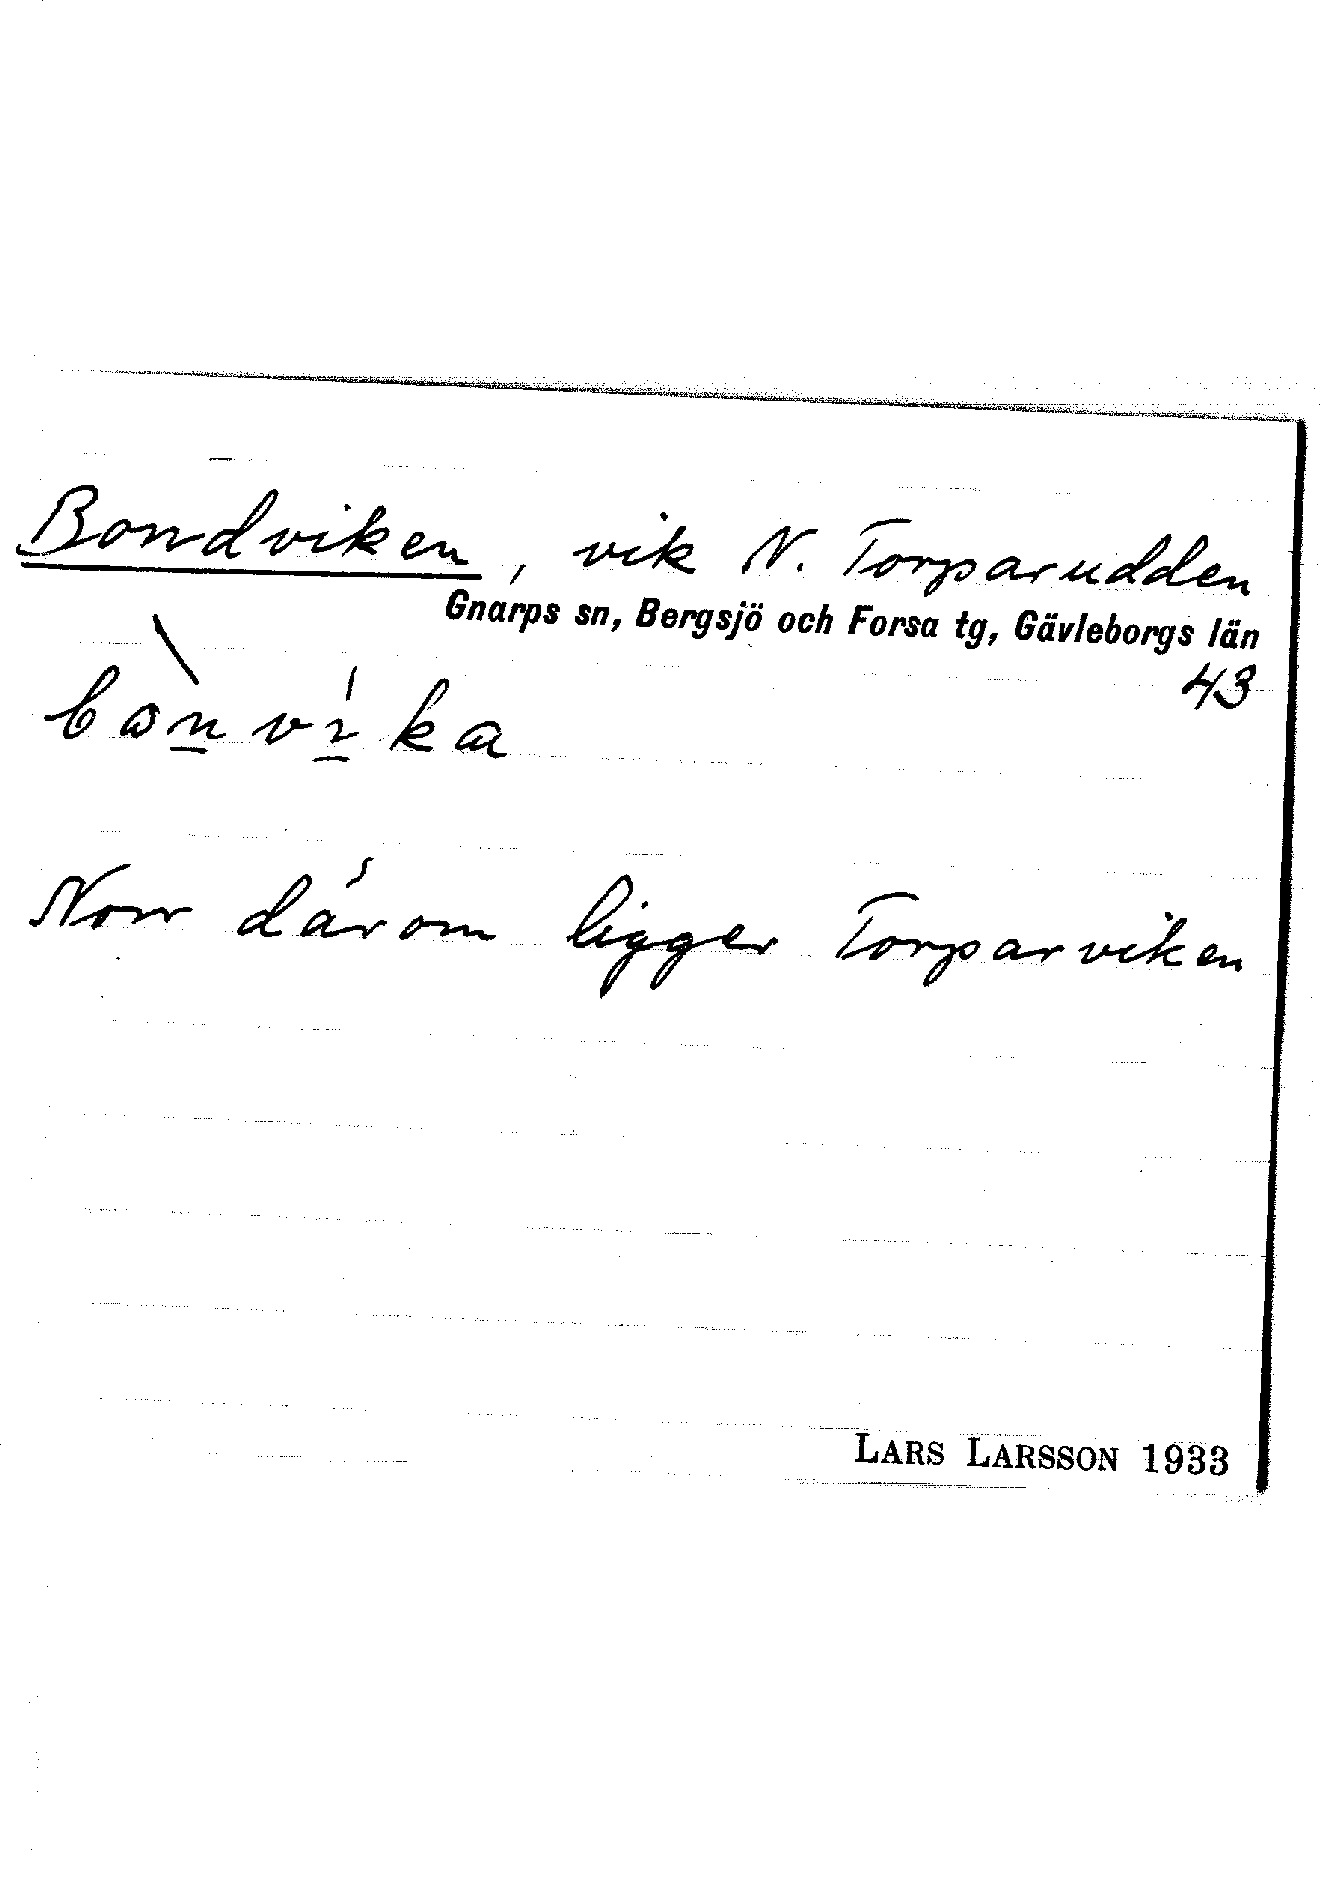 Bondviken, vik N. Torparudden
Gnarps sn, Bergsjö och Forsa tg, Gävleborgs län
43
bònvíka
Norr därom ligger Torparviken
LARS LARSSON 1933